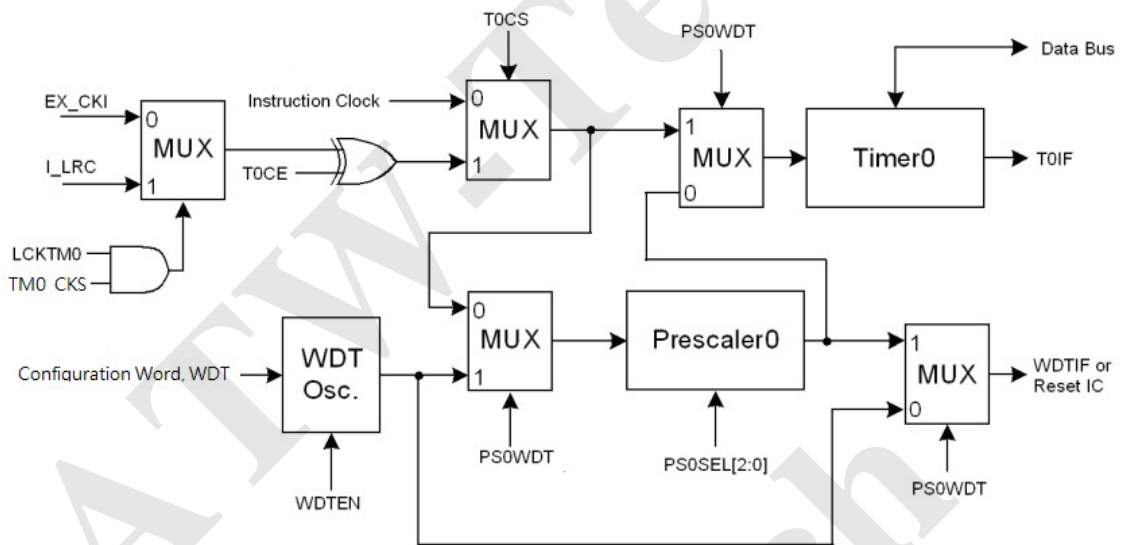 T0CS
PS0WDT
Data Bus
EX_CKI
0
MUX
Instruction Clock
0
MUX
1
1
MUX
0
Timer0
T0IF
I_LRC
1
T0CE
LCKTM0
TM0 CKS
0
MUX
1
Prescaler0
1
MUX
0
WDTIF or
Reset IC
Configuration Word, WDT
WDT
Osc.
PS0WDT
PS0SEL[2:0]
PS0WDT
WDTEN